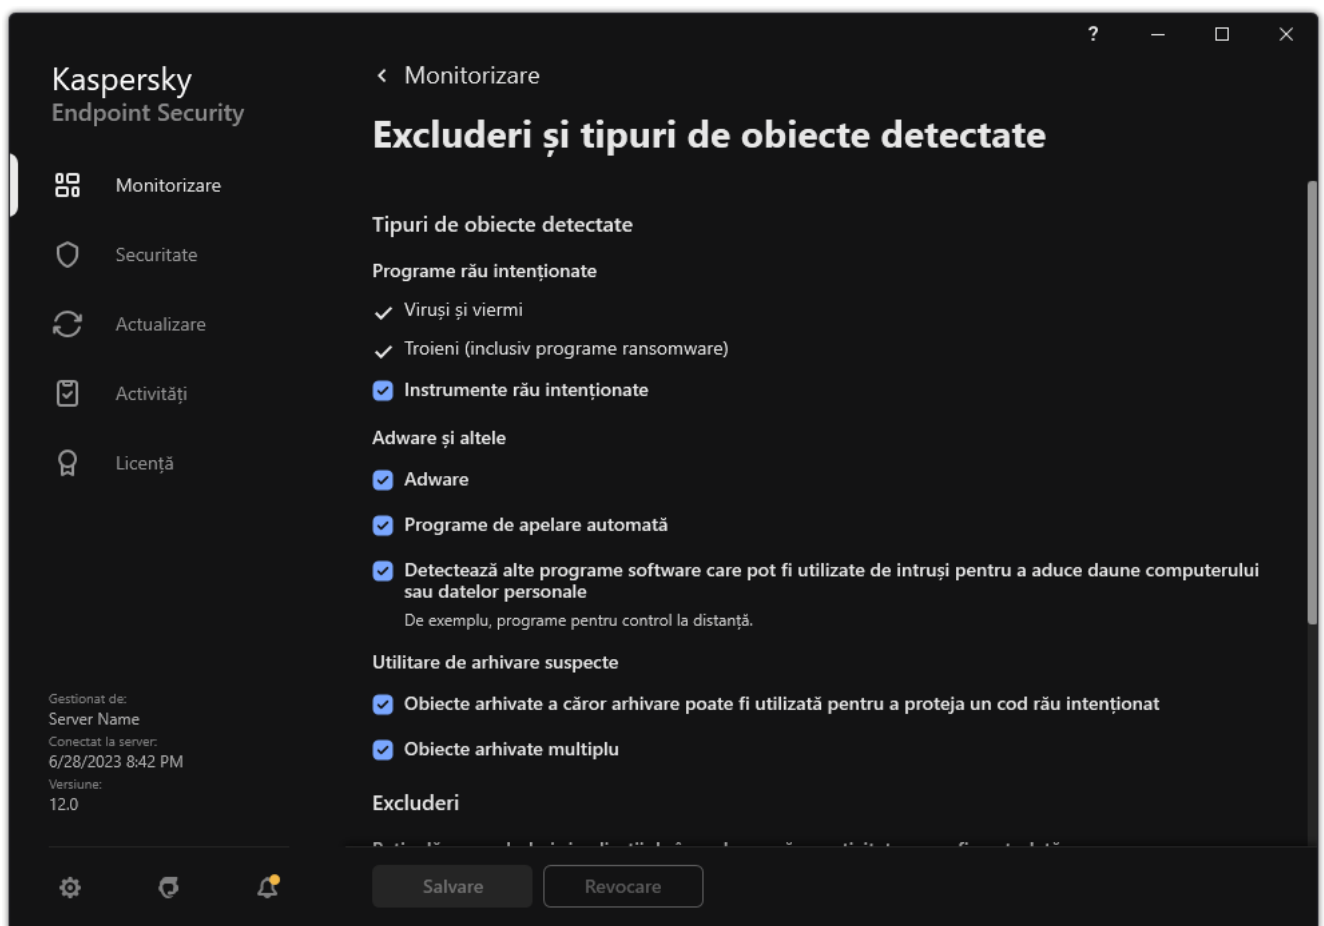 ?
Kaspersky
Endpoint Security
Monitorizare
Securitate
Actualizare
Activități
Licență
Gestionat de:
Server Name
Conectat la server:
6/28/2023 8:42 PM
Versiune:
12.0
Monitorizare
Excluderi și tipuri de obiecte detectate
Tipuri de obiecte detectate
Programe rău intenționate
Viruși și viermi
Troieni (inclusiv programe ransomware)
Instrumente rău intenționate
Adware și altele
Adware
Programe de apelare automată
Detectează alte programe software care pot fi utilizate de intruși pentru a aduce daune computerului
sau datelor personale
De exemplu, programe pentru control la distanță.
Utilitare de arhivare suspecte
Obiecte arhivate a căror arhivare poate fi utilizată pentru a proteja un cod rău intenționat
Obiecte arhivate multiplu
Excluderi
Salvare
Revocare